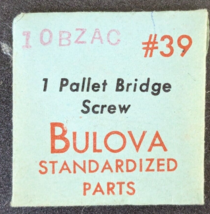 10BZAC
#39
1 Pallet Bridge
Screw
BULOVA
STANDARDIZED
PARTS